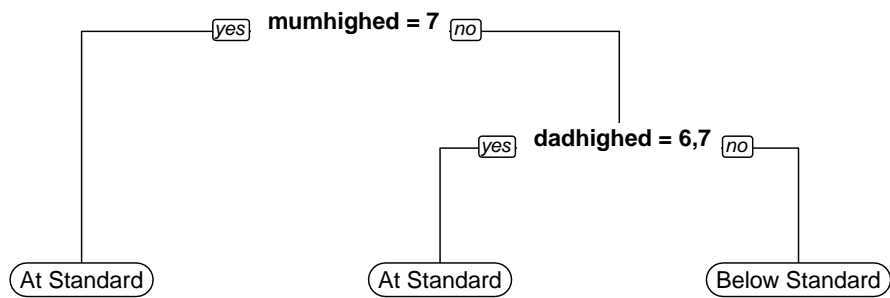 yes mumhighed = 7 no
yes dadhighed = 6,7 no
At Standard At Standard Below Standard